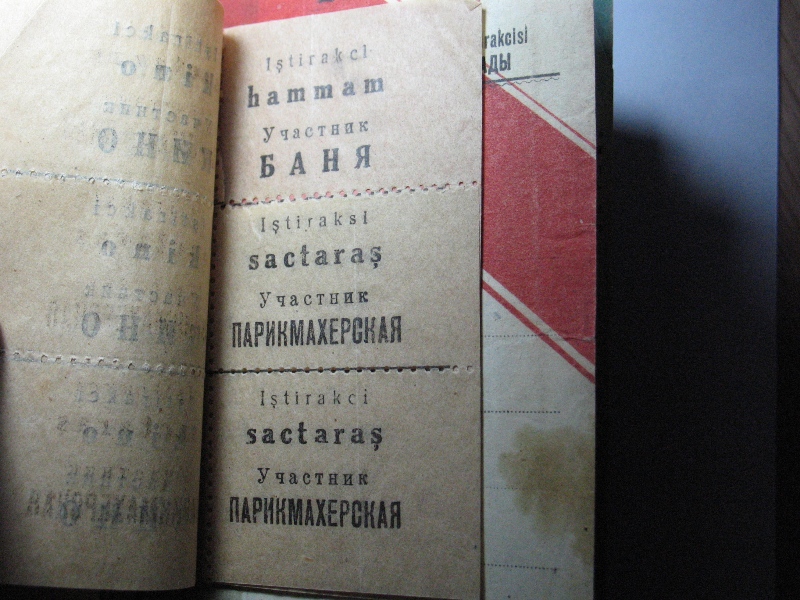 Iştirakci
hammam
Участник
БАНЯ
Iştiraksi
sactaraş
Участник
ПАРИКМАХЕРСКАЯ
Iştirakci
sactaraş
Участник
ПАРИКМАХЕРСКАЯ